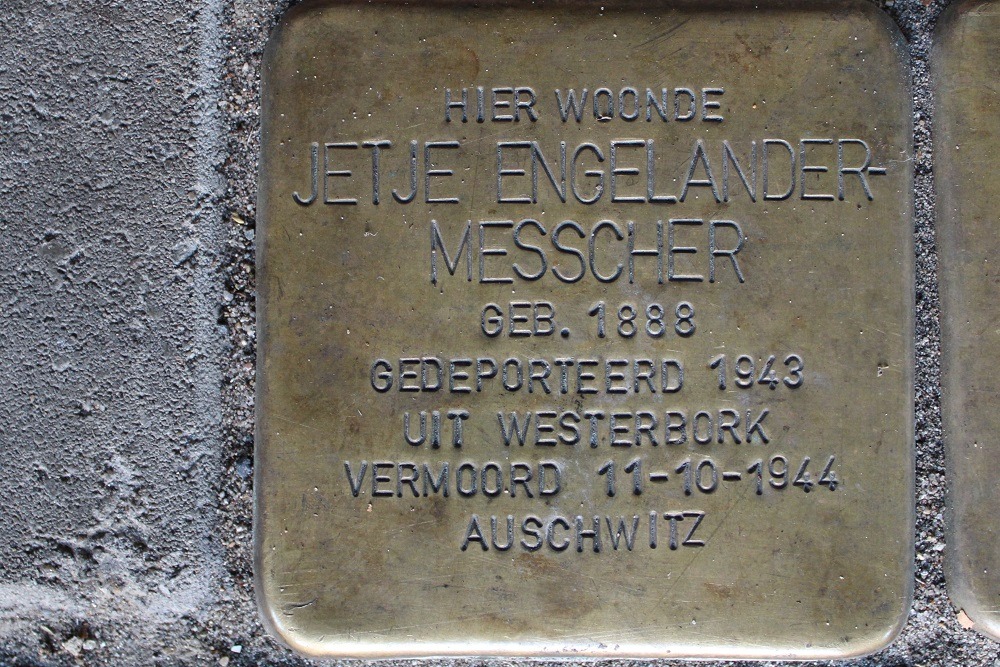 HIER WOONDE
JETJE ENGELANDER-
MESSCHER
GEB. 1888
GEDEPORTEERD 1943
UIT WESTERBORK
VERMOORD 11-10-1944
AUSCHWITZ